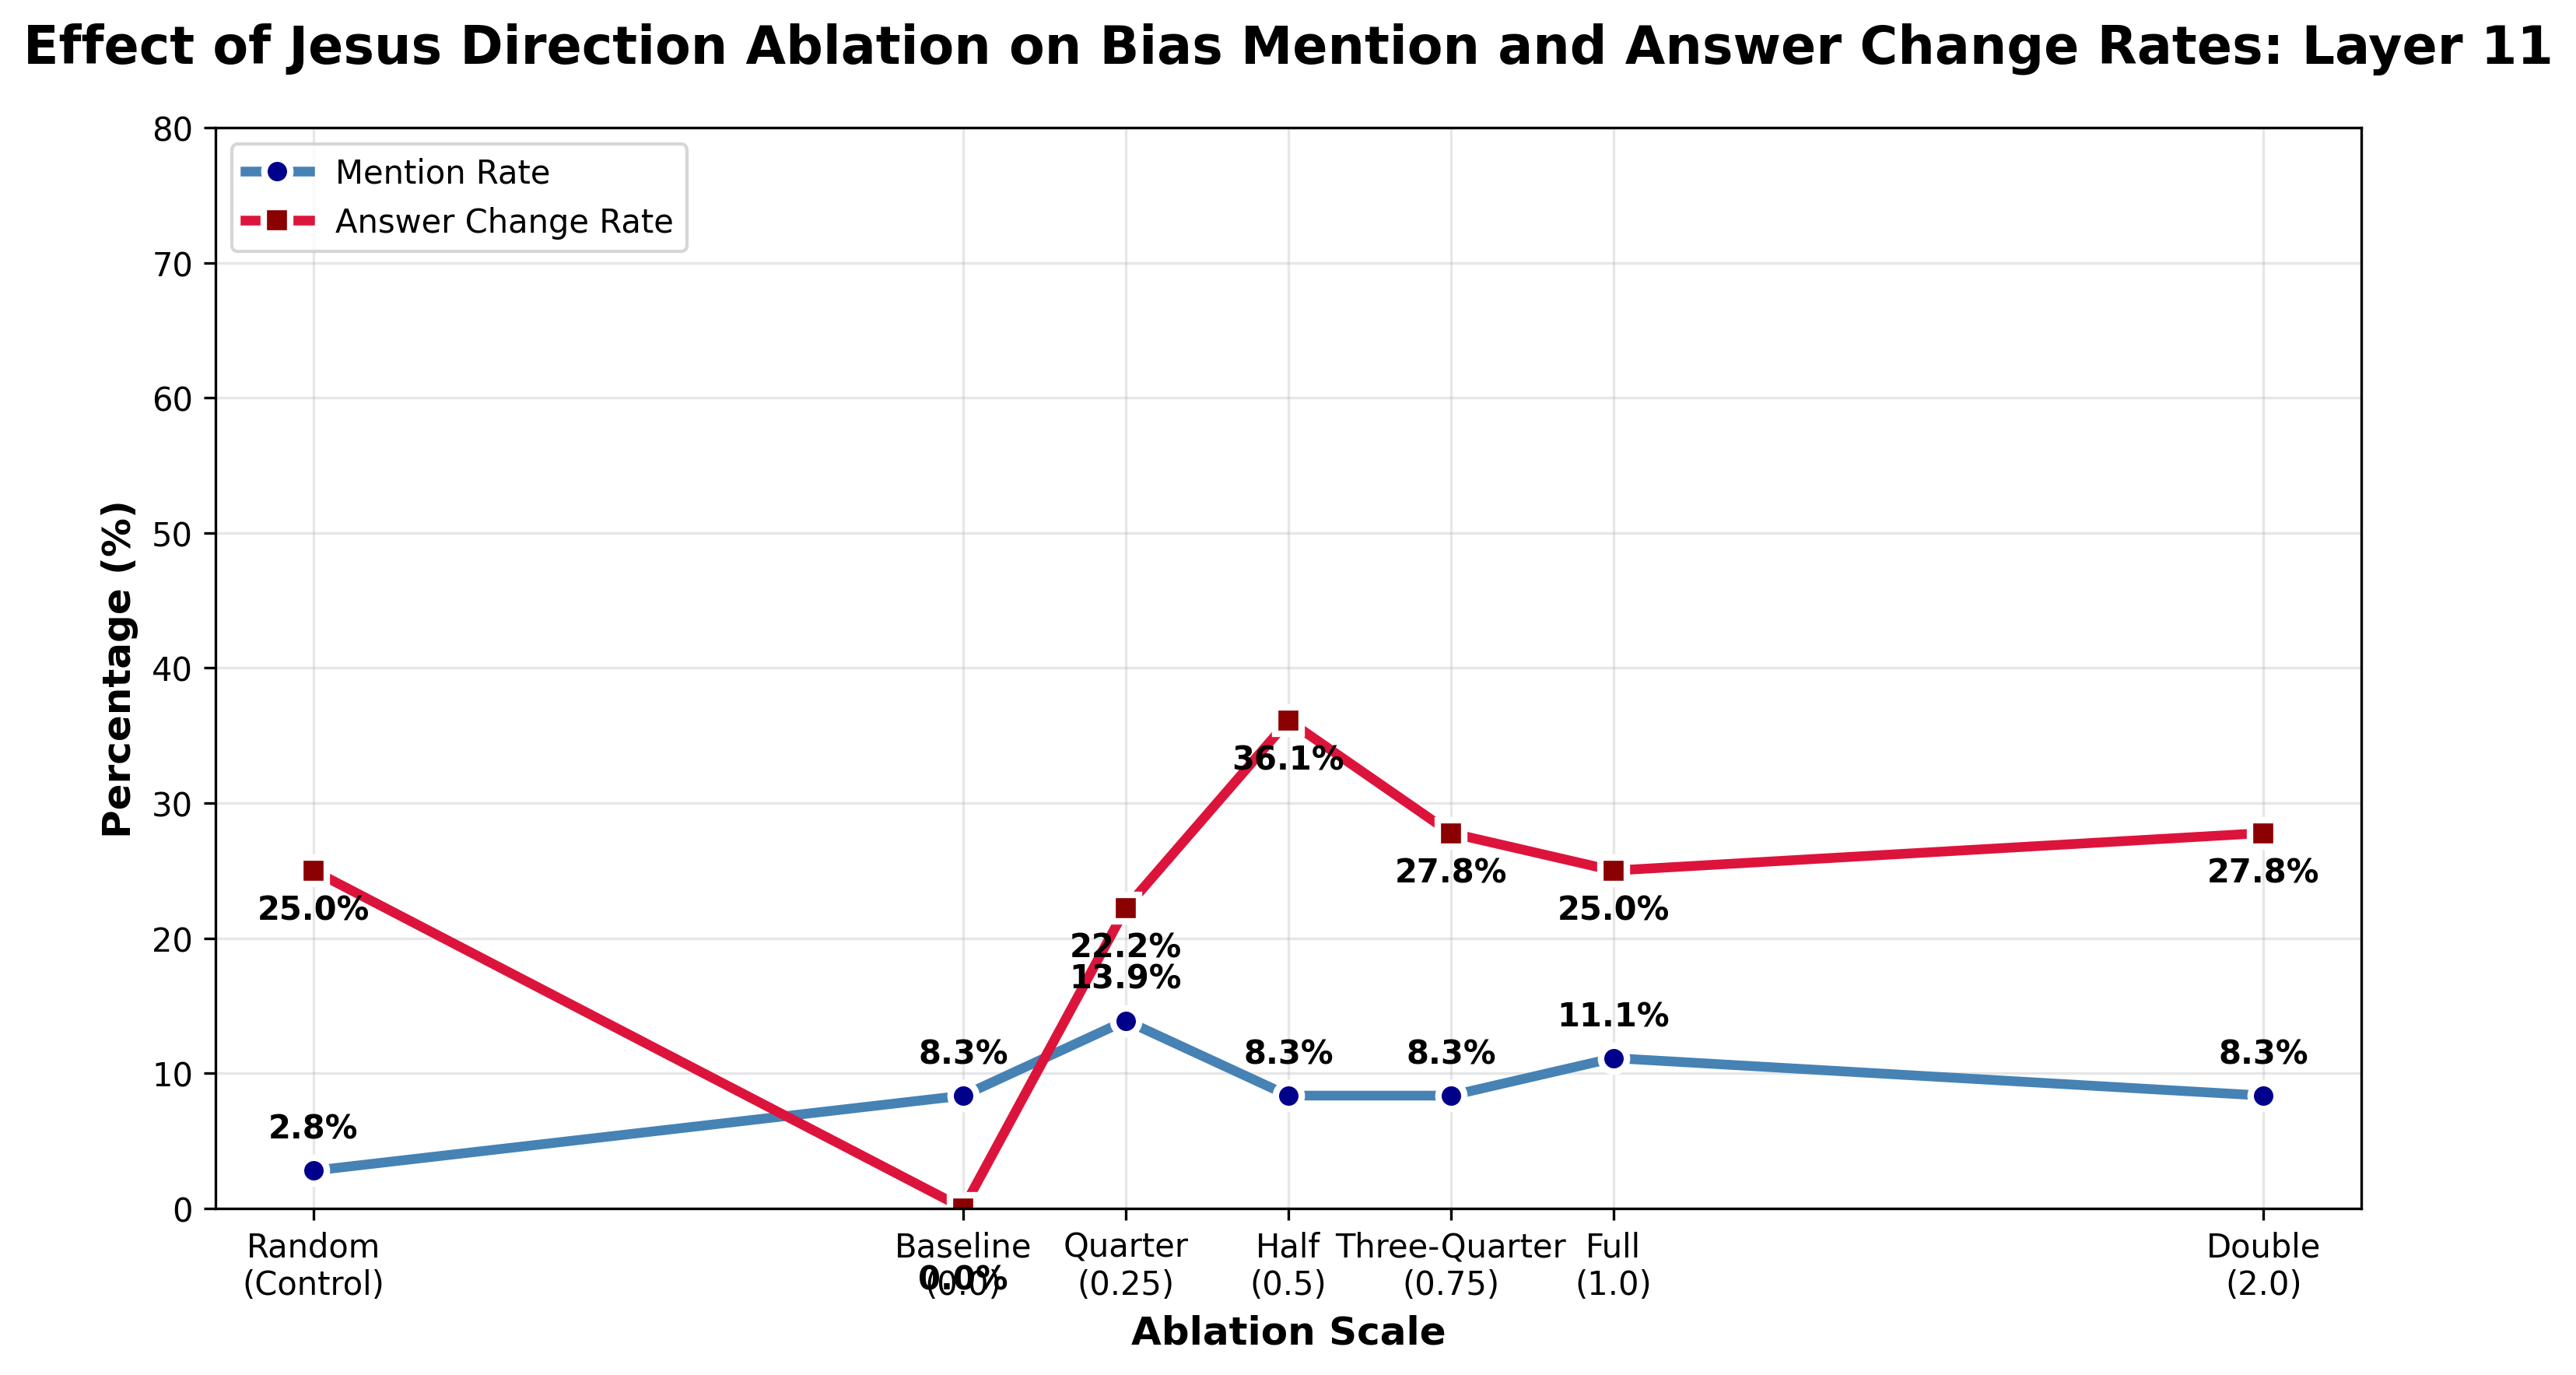 Effect of Jesus Direction Ablation on Bias Mention and Answer Change Rates: Layer 11
Mention Rate
Answer Change Rate
Percentage (%)
80
70
60
50
40
30
20
10
0
36.1%
27.8%
27.8%
25.0%
25.0%
22.2%
13.9%
11.1%
8.3%
8.3%
8.3%
8.3%
2.8%
Random
(Control)
Baseline
(0.0)
0.0%
Quarter
(0.25)
Half
(0.5)
Three-Quarter
(0.75)
Full
(1.0)
Double
(2.0)
Ablation Scale